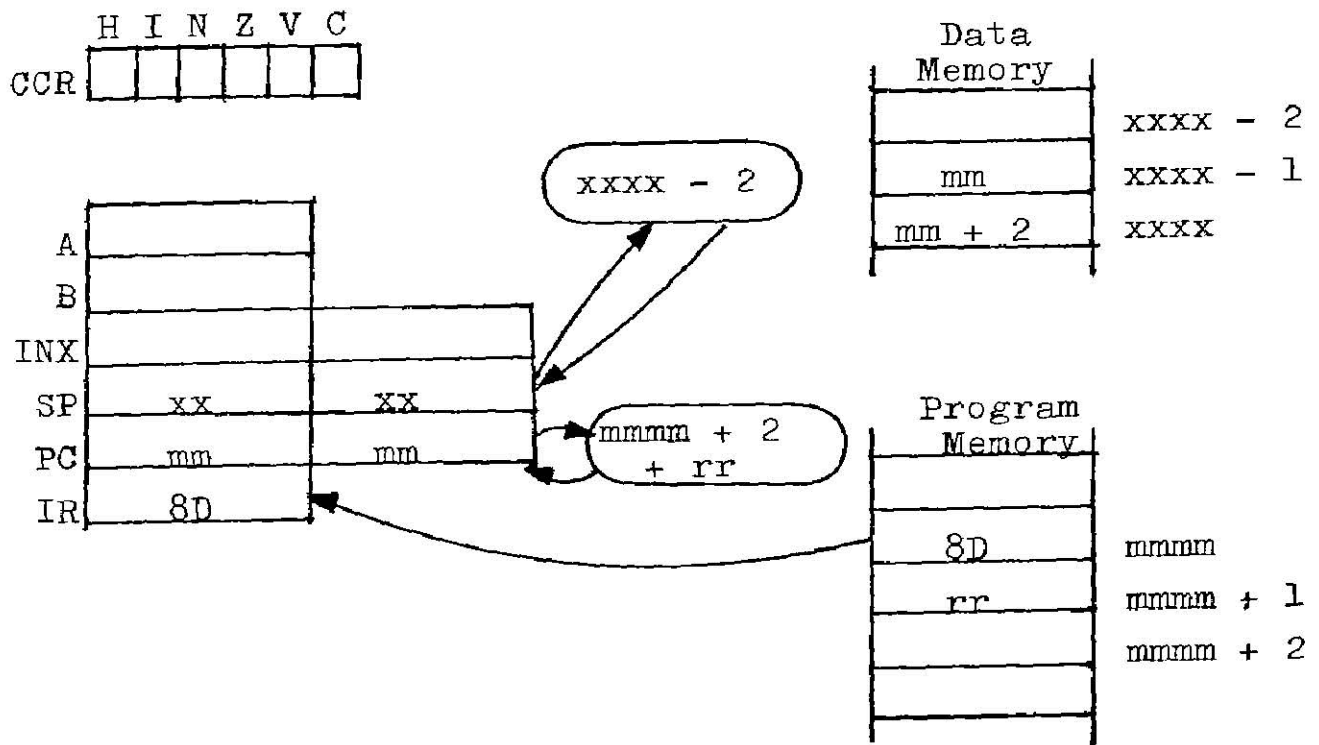 H I N Z V C
CCR
Data
Memory
xxxx - 2
mm xxxx - 1
mm + 2 xxxx
xxxx - 2
A
B
INX
SP xx xx
PC mm mm
IR 8D
mmmm + 2
+ rr
Program
Memory
8D mmmm
rr mmmm + 1
mmmm + 2